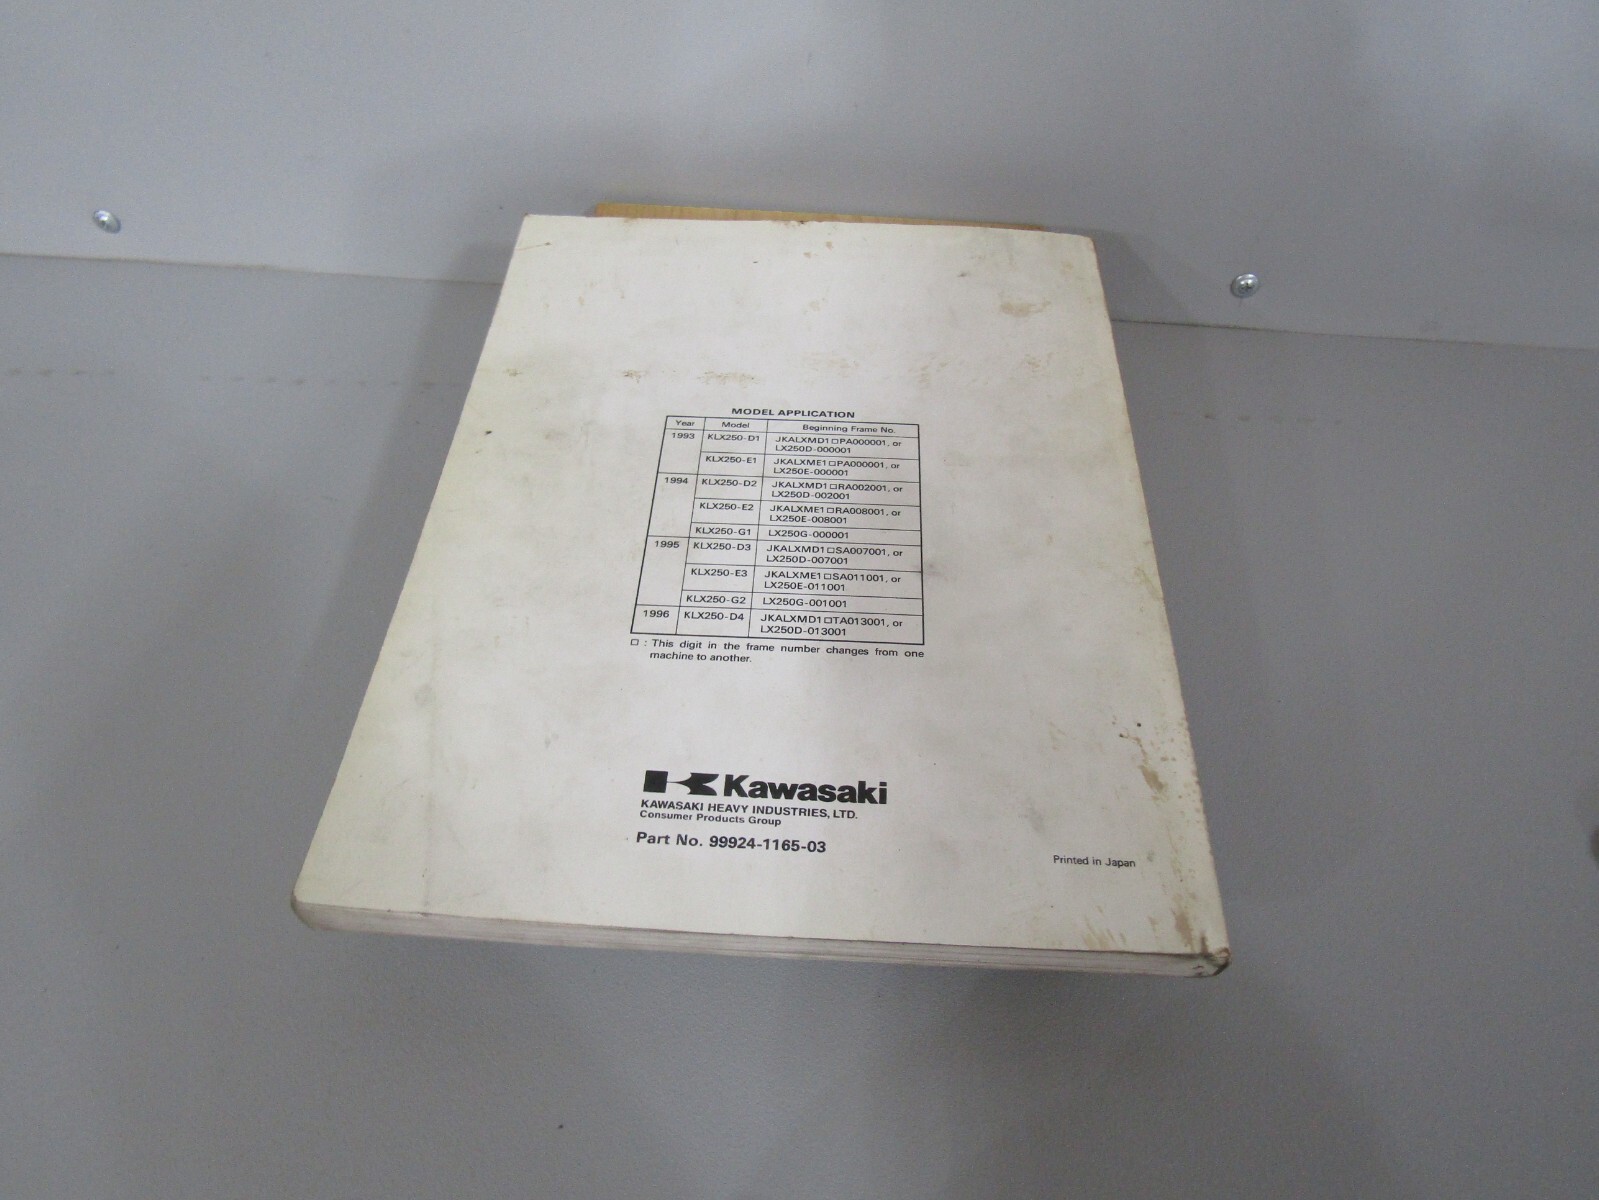 MODEL APPLICATION
Year Model Beginning Frame No.
1993 KLX250-D1 JKALXMD1□PA000001, or
LX250D-000001
KLX250-E1 JKALXME1□PA000001, or
LX250E-000001
1994 KLX250-D2 JKALXMD1□RA002001, or
LX250D-002001
KLX250-E2 JKALXME1□RA008001, or
LX250E-008001
KLX250-G1 LX250G-000001
1995 KLX250-D3 JKALXMD1□SA007001, or
LX250D-007001
KLX250-E3 JKALXME1□SA011001, or
LX250E-011001
KLX250-G2 LX250G-001001
1996 KLX250-D4 JKALXMD1□TA013001, or
LX250D-013001
□ : This digit in the frame number changes from one
machine to another.
Kawasaki
KAWASAKI HEAVY INDUSTRIES, LTD.
Consumer Products Group
Part No. 99924-1165-03
Printed in Japan